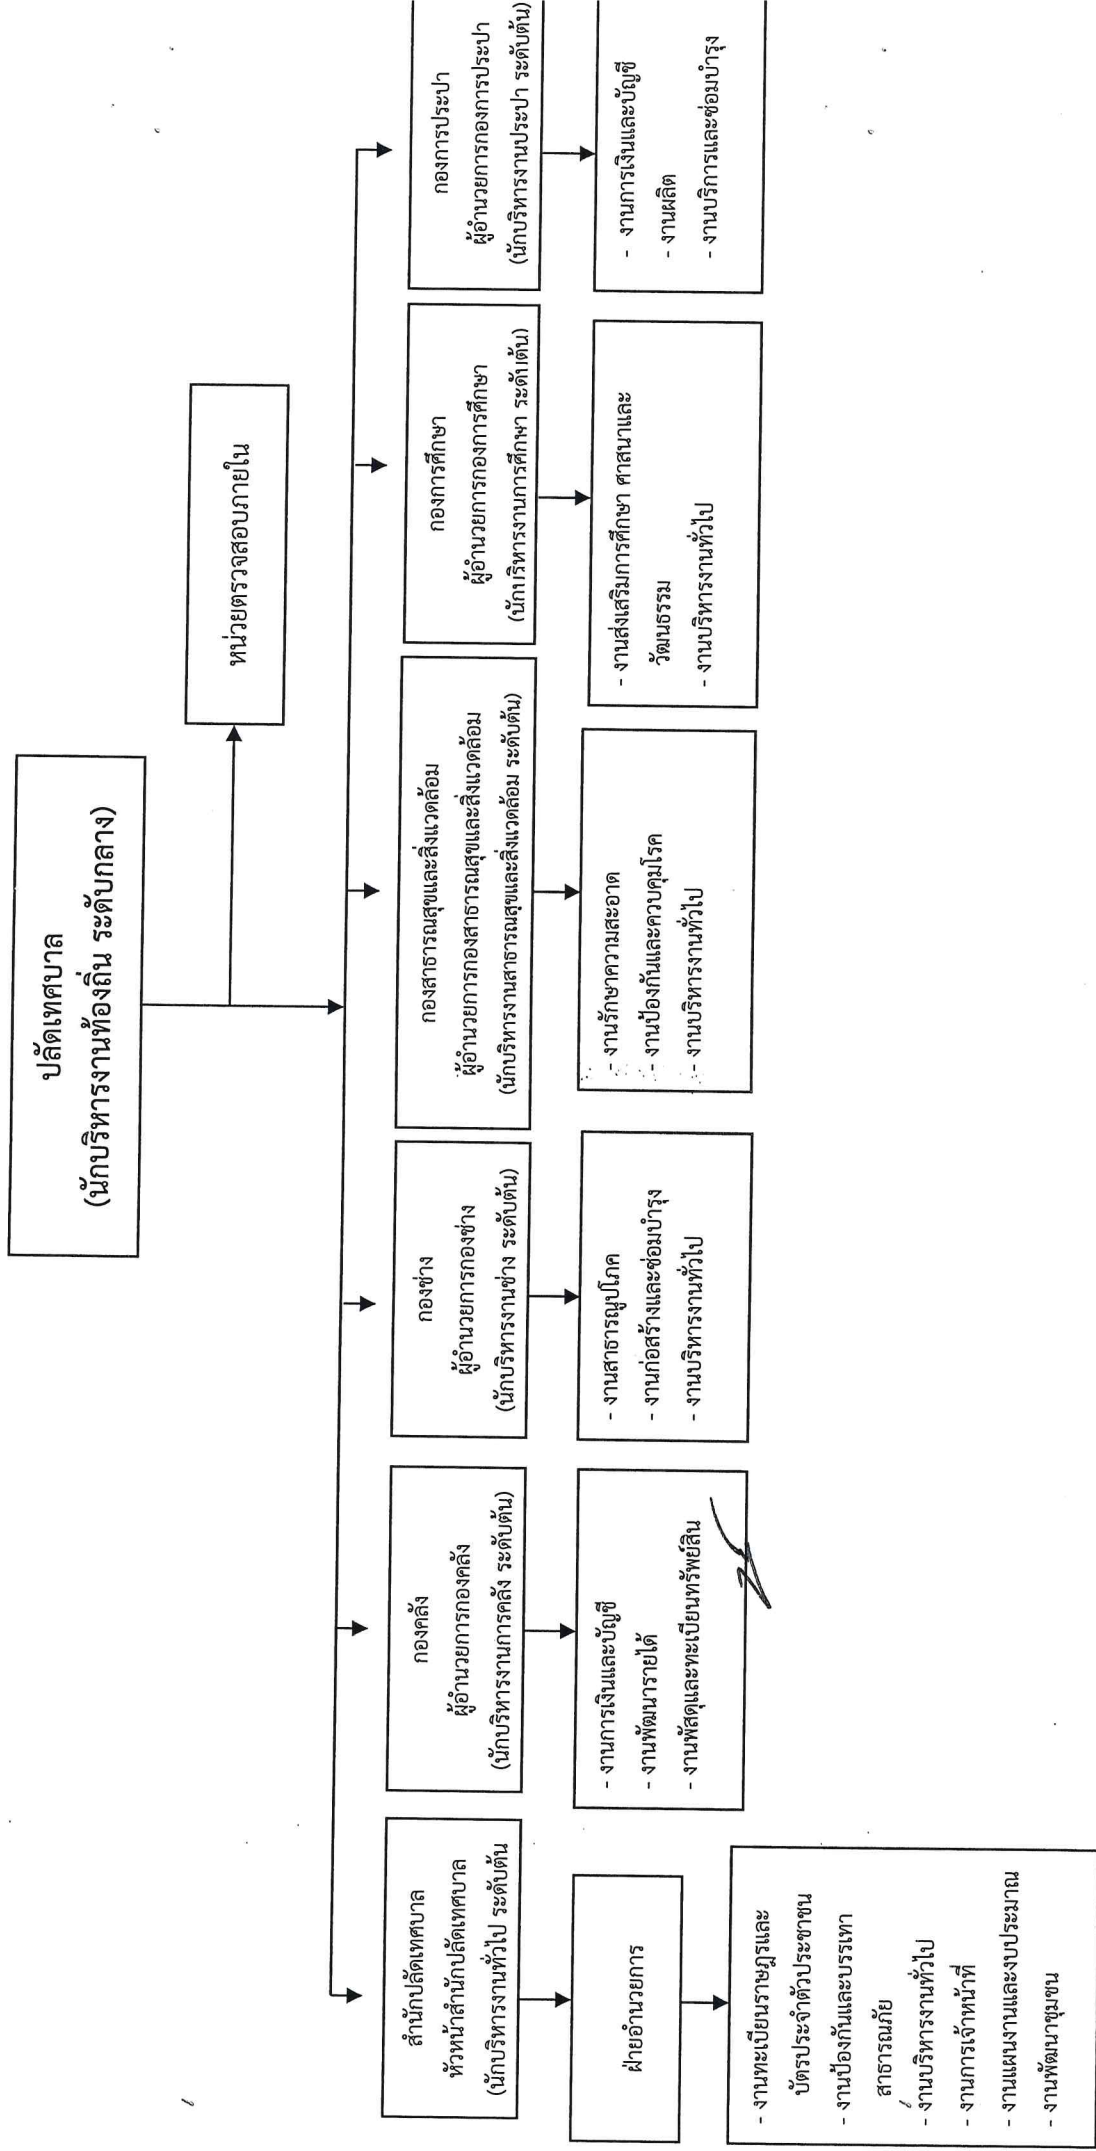 ปลัดเทศบาล
(นักบริหารงานท้องถิ่น ระดับกลาง)
หน่วยตรวจสอบภายใน
สำนักปลัดเทศบาล
หัวหน้าสำนักปลัดเทศบาล
(นักบริหารงานทั่วไป ระดับต้น
กองคลัง
ผู้อำนวยการกองคลัง
(นักบริหารงานการคลัง ระดับต้น)
กองช่าง
ผู้อำนวยการกองช่าง
(นักบริหารงานช่าง ระดับต้น)
กองสาธารณสุขและสิ่งแวดล้อม
ผู้อำนวยการกองสาธารณสุขและสิ่งแวดล้อม
(นักบริหารงานสาธารณสุขและสิ่งแวดล้อม ระดับต้น)
กองการศึกษา
ผู้อำนวยการกองการศึกษา
(นักบริหารงานการศึกษา ระดับต้น)
กองการประปา
ผู้อำนวยการกองการประปา
(นักบริหารงานประปา ระดับต้น)
ฝ่ายอำนวยการ
- งานทะเบียนราษฎรและ
บัตรประจำตัวประชาชน
- งานป้องกันและบรรเทา
สาธารณภัย
- งานบริหารงานทั่วไป
- งานการเจ้าหน้าที่
- งานแผนงานและงบประมาณ
- งานพัฒนาชุมชน
- งานการเงินและบัญชี
- งานพัฒนารายได้
- งานพัสดุและทะเบียนทรัพย์สิน
- งานสาธารณูปโภค
- งานก่อสร้างและซ่อมบำรุง
- งานบริหารงานทั่วไป
- งานรักษาความสะอาด
- งานป้องกันและควบคุมโรค
- งานบริหารงานทั่วไป
- งานส่งเสริมการศึกษา ศาสนาและ
วัฒนธรรม
- งานบริหารงานทั่วไป
- งานการเงินและบัญชี
- งานผลิต
- งานบริการและซ่อมบำรุง